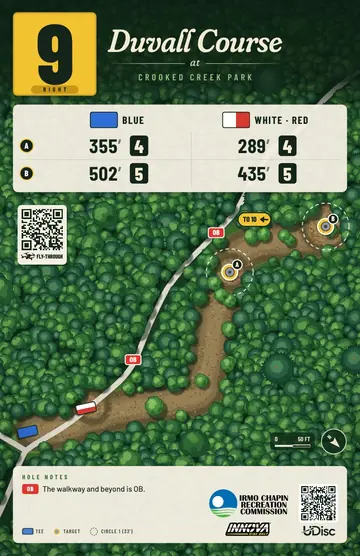 9
RIGHT
Duvall Course
at
CROOKED CREEK PARK
BLUE
WHITE · RED
A 355' 4 289' 4
B 502' 5 435' 5
FLY-THROUGH
TO 10
OB
B
A
OB
0 50 FT
HOLE NOTES
OB The walkway and beyond is OB.
IRMO CHAPIN
RECREATION
COMMISSION
TEE TARGET CIRCLE 1 (33')
INNOVA
UDisc